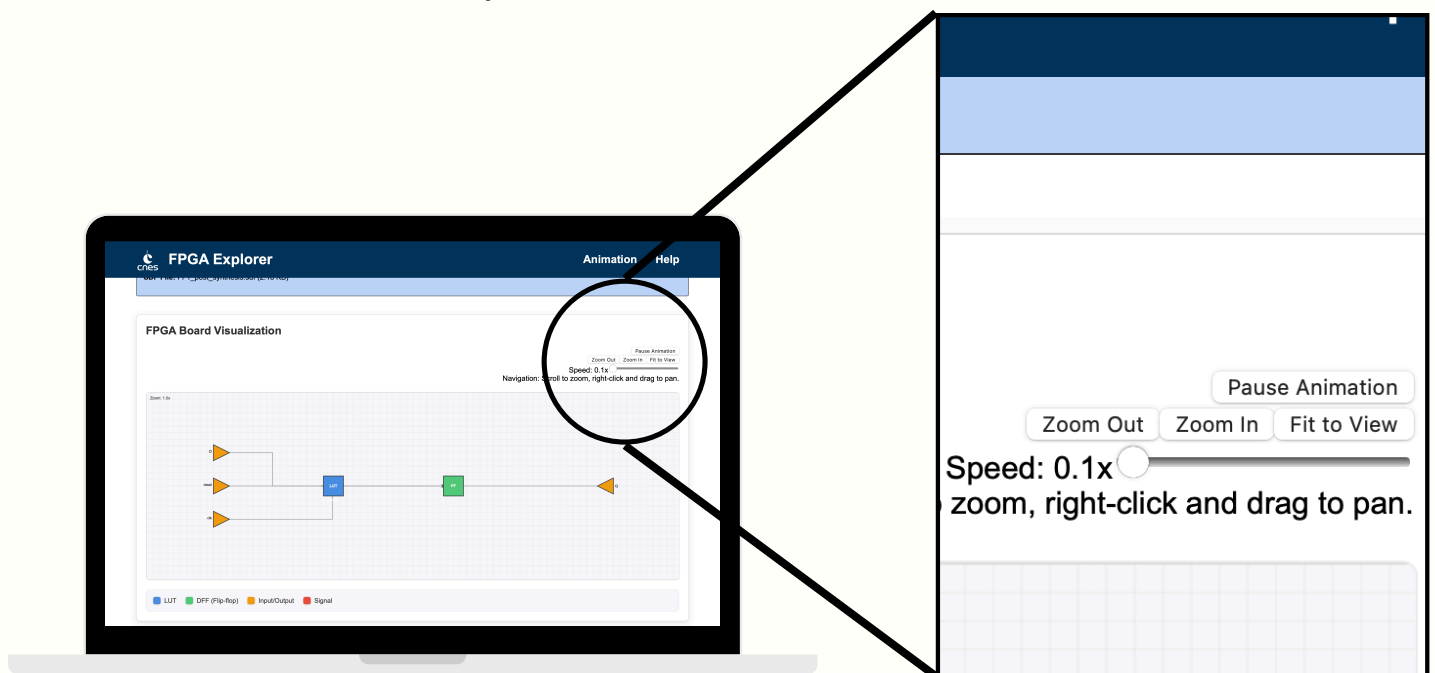 cnes
FPGA Explorer
Animation
Help
FPGA Board Visualization
Pause Animation
Zoom Out
Zoom In
Fit to View
Speed: 0.1x
Navigation: Scroll to zoom, right-click and drag to pan.
Zoom: 1.0x
D
reset
clk
LUT
FF
Q
LUT
DFF (Flip-flop)
Input/Output
Signal
Pause Animation
Zoom Out
Zoom In
Fit to View
Speed: 0.1x
zoom, right-click and drag to pan.